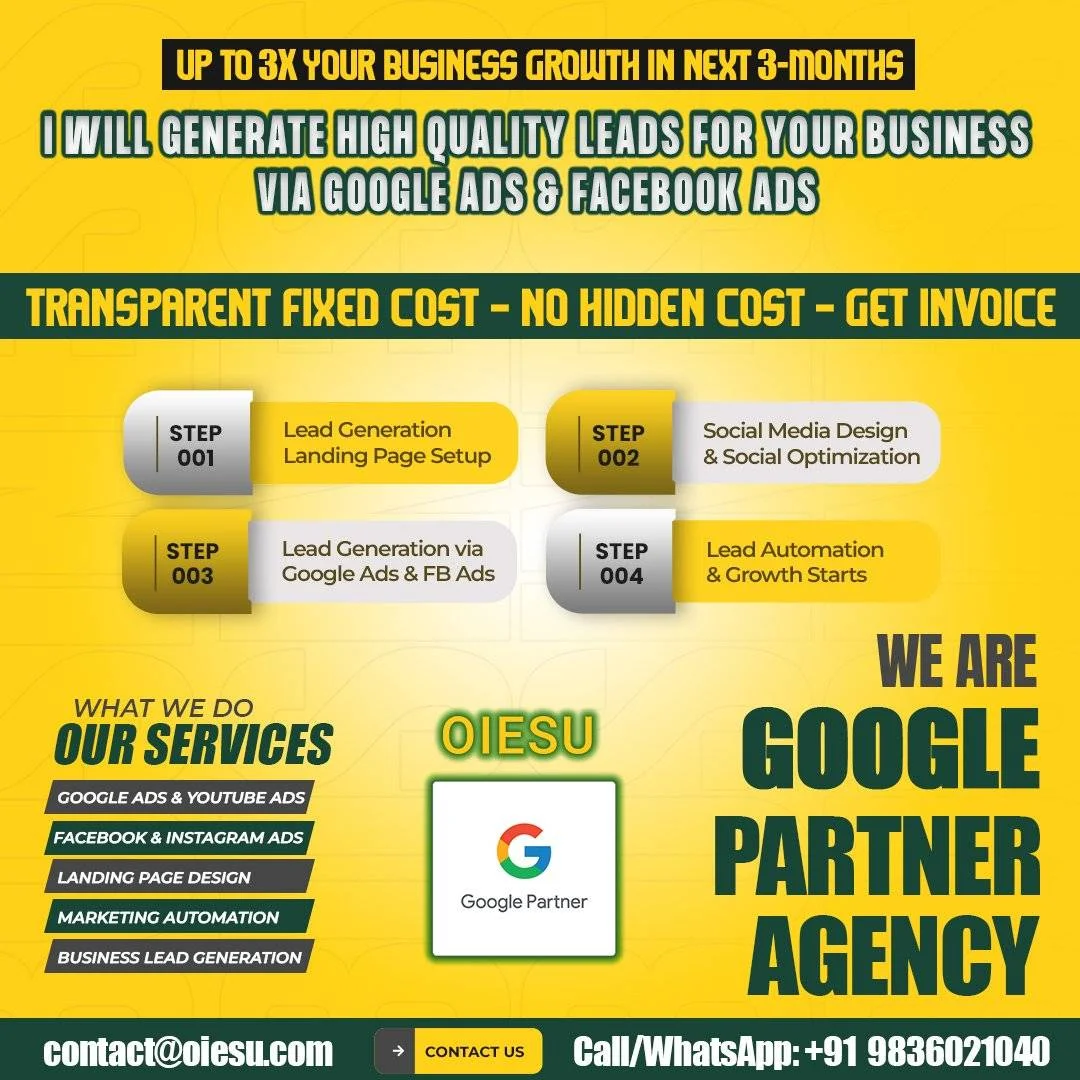 UP TO 3X YOUR BUSINESS GROWTH IN NEXT 3-MONTHS
I WILL GENERATE HIGH QUALITY LEADS FOR YOUR BUSINESS
VIA GOOGLE ADS & FACEBOOK ADS
TRANSPARENT FIXED COST - NO HIDDEN COST - GET INVOICE
STEP
001
Lead Generation
Landing Page Setup
STEP
002
Social Media Design
& Social Optimization
STEP
003
Lead Generation via
Google Ads & FB Ads
STEP
004
Lead Automation
& Growth Starts
WHAT WE DO
OUR SERVICES
GOOGLE ADS & YOUTUBE ADS
FACEBOOK & INSTAGRAM ADS
LANDING PAGE DESIGN
MARKETING AUTOMATION
BUSINESS LEAD GENERATION
OIESU
G
Google Partner
WE ARE
GOOGLE
PARTNER
AGENCY
contact@oiesu.com
CONTACT US
Call/WhatsApp: +91 9836021040